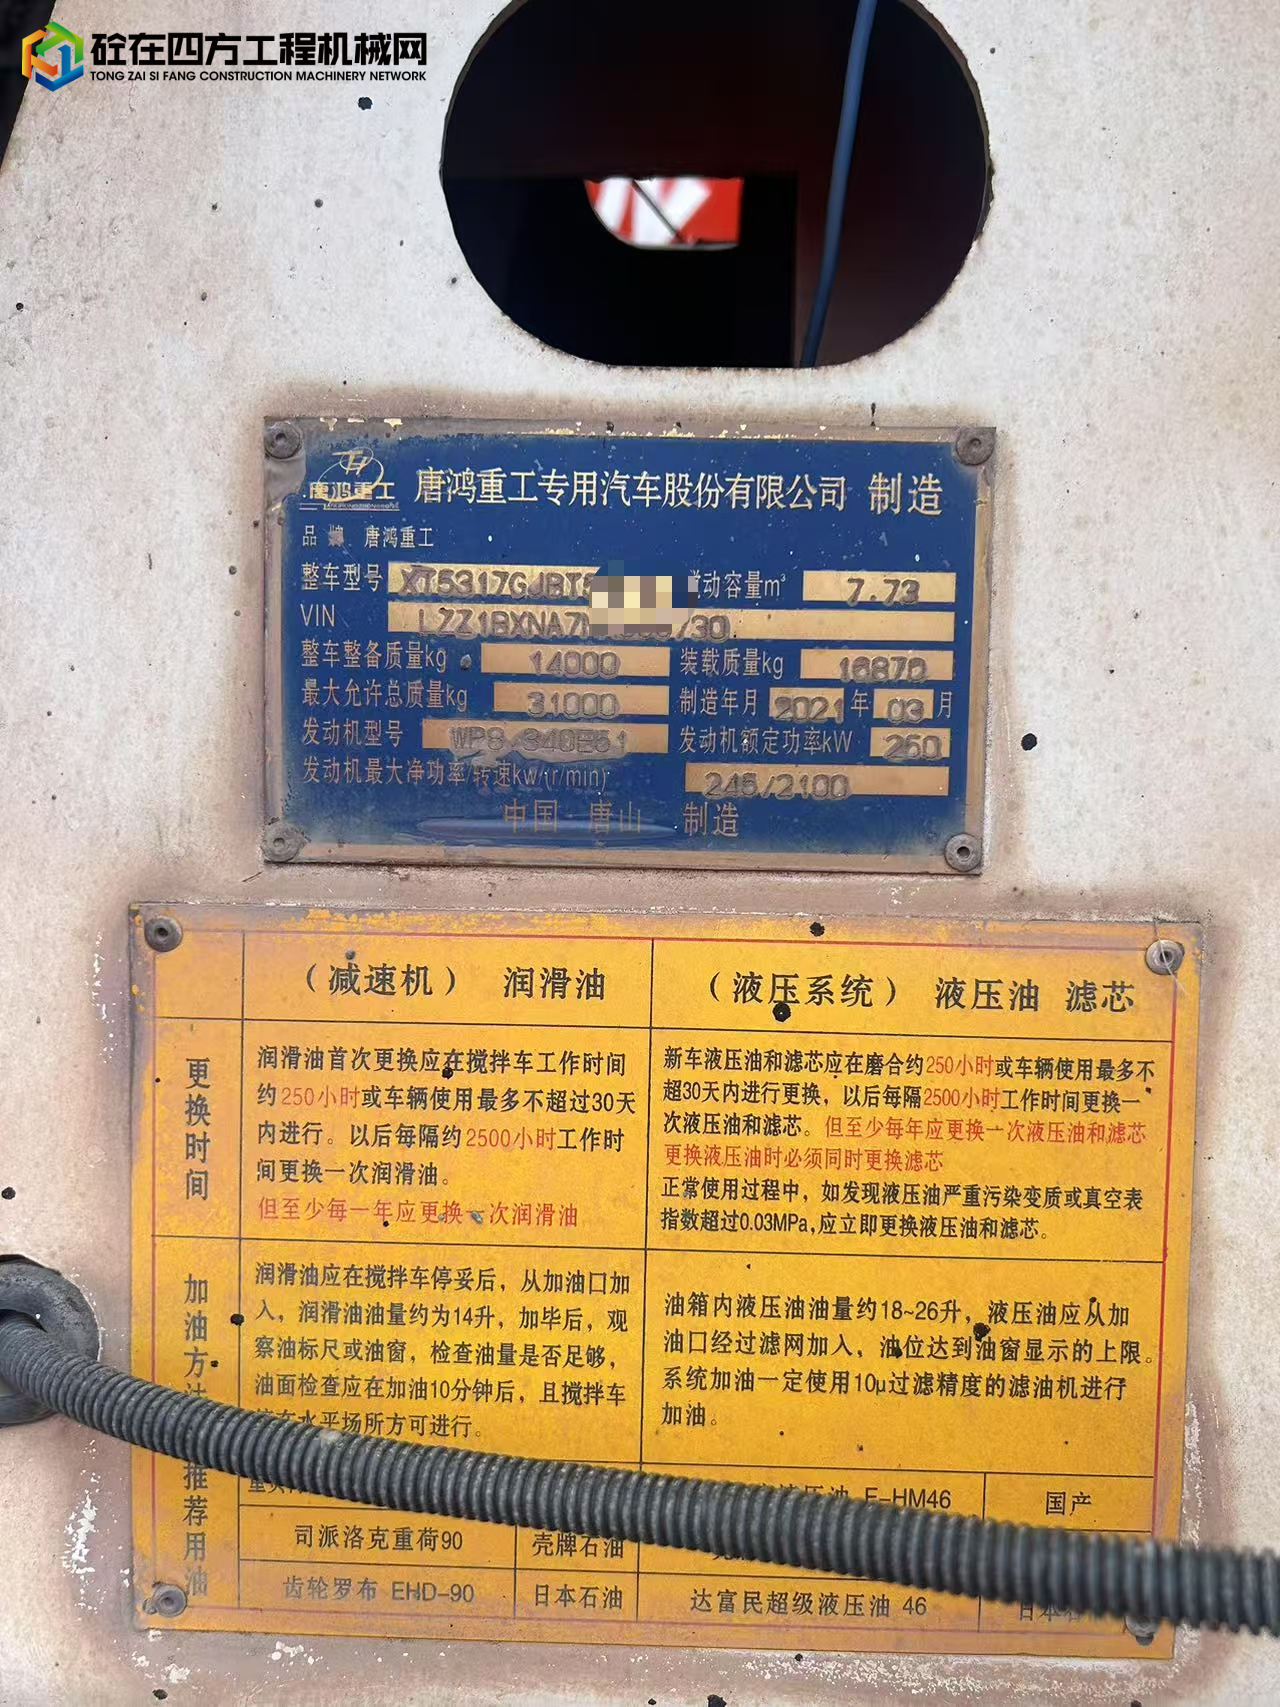 砼在四方工程机械网
TONG ZAI SI FANG CONSTRUCTION MACHINERY NETWORK
唐鸿重工 唐鸿重工专用汽车股份有限公司 制造
品牌 唐鸿重工
整车型号 XT5317GJBT 动容量m³ 7.73
VIN LZZ1BXNA7 730
整车整备质量kg 14000 装载质量kg 16870
最大允许总质量kg 31000 制造年月 2021 年 03 月
发动机型号 发动机额定功率kW 250
发动机最大净功率/转速kw/(r/min) 245/2100
中国 唐山 制造
(减速机) 润滑油
(液压系统) 液压油 滤芯
更换时间
润滑油首次更换应在搅拌车工作时间
约250小时或车辆使用最多不超过30天
内进行。以后每隔约2500小时工作时
间更换一次润滑油。
但至少每一年应更换一次润滑油
新车液压油和滤芯应在磨合约250小时或车辆使用最多不
超过30天内进行更换，以后每隔2500小时工作时间更换一
次液压油和滤芯。但至少每年应更换一次液压油和滤芯
更换液压油时必须同时更换滤芯
正常使用过程中，如发现液压油严重污染变质或真空表
指数超过0.03MPa,应立即更换液压油和滤芯。
加油方法
润滑油应在搅拌车停妥后，从加油口加
入，润滑油油量约为14升，加毕后，观
察油标尺或油窗，检查油量是否足够，
油面检查应在加油10分钟后，且搅拌车
停在水平场所方可进行。
油箱内液压油油量约18~26升，液压油应从加
油口经过滤网加入，油位达到油窗显示的上限。
系统加油一定使用10μ过滤精度的滤油机进行
加油。
推荐用油
液压油 E-HM46 国产
司派洛克重荷90 壳牌石油
齿轮罗布 EHD-90 日本石油
达富民超级液压油 46 日本石